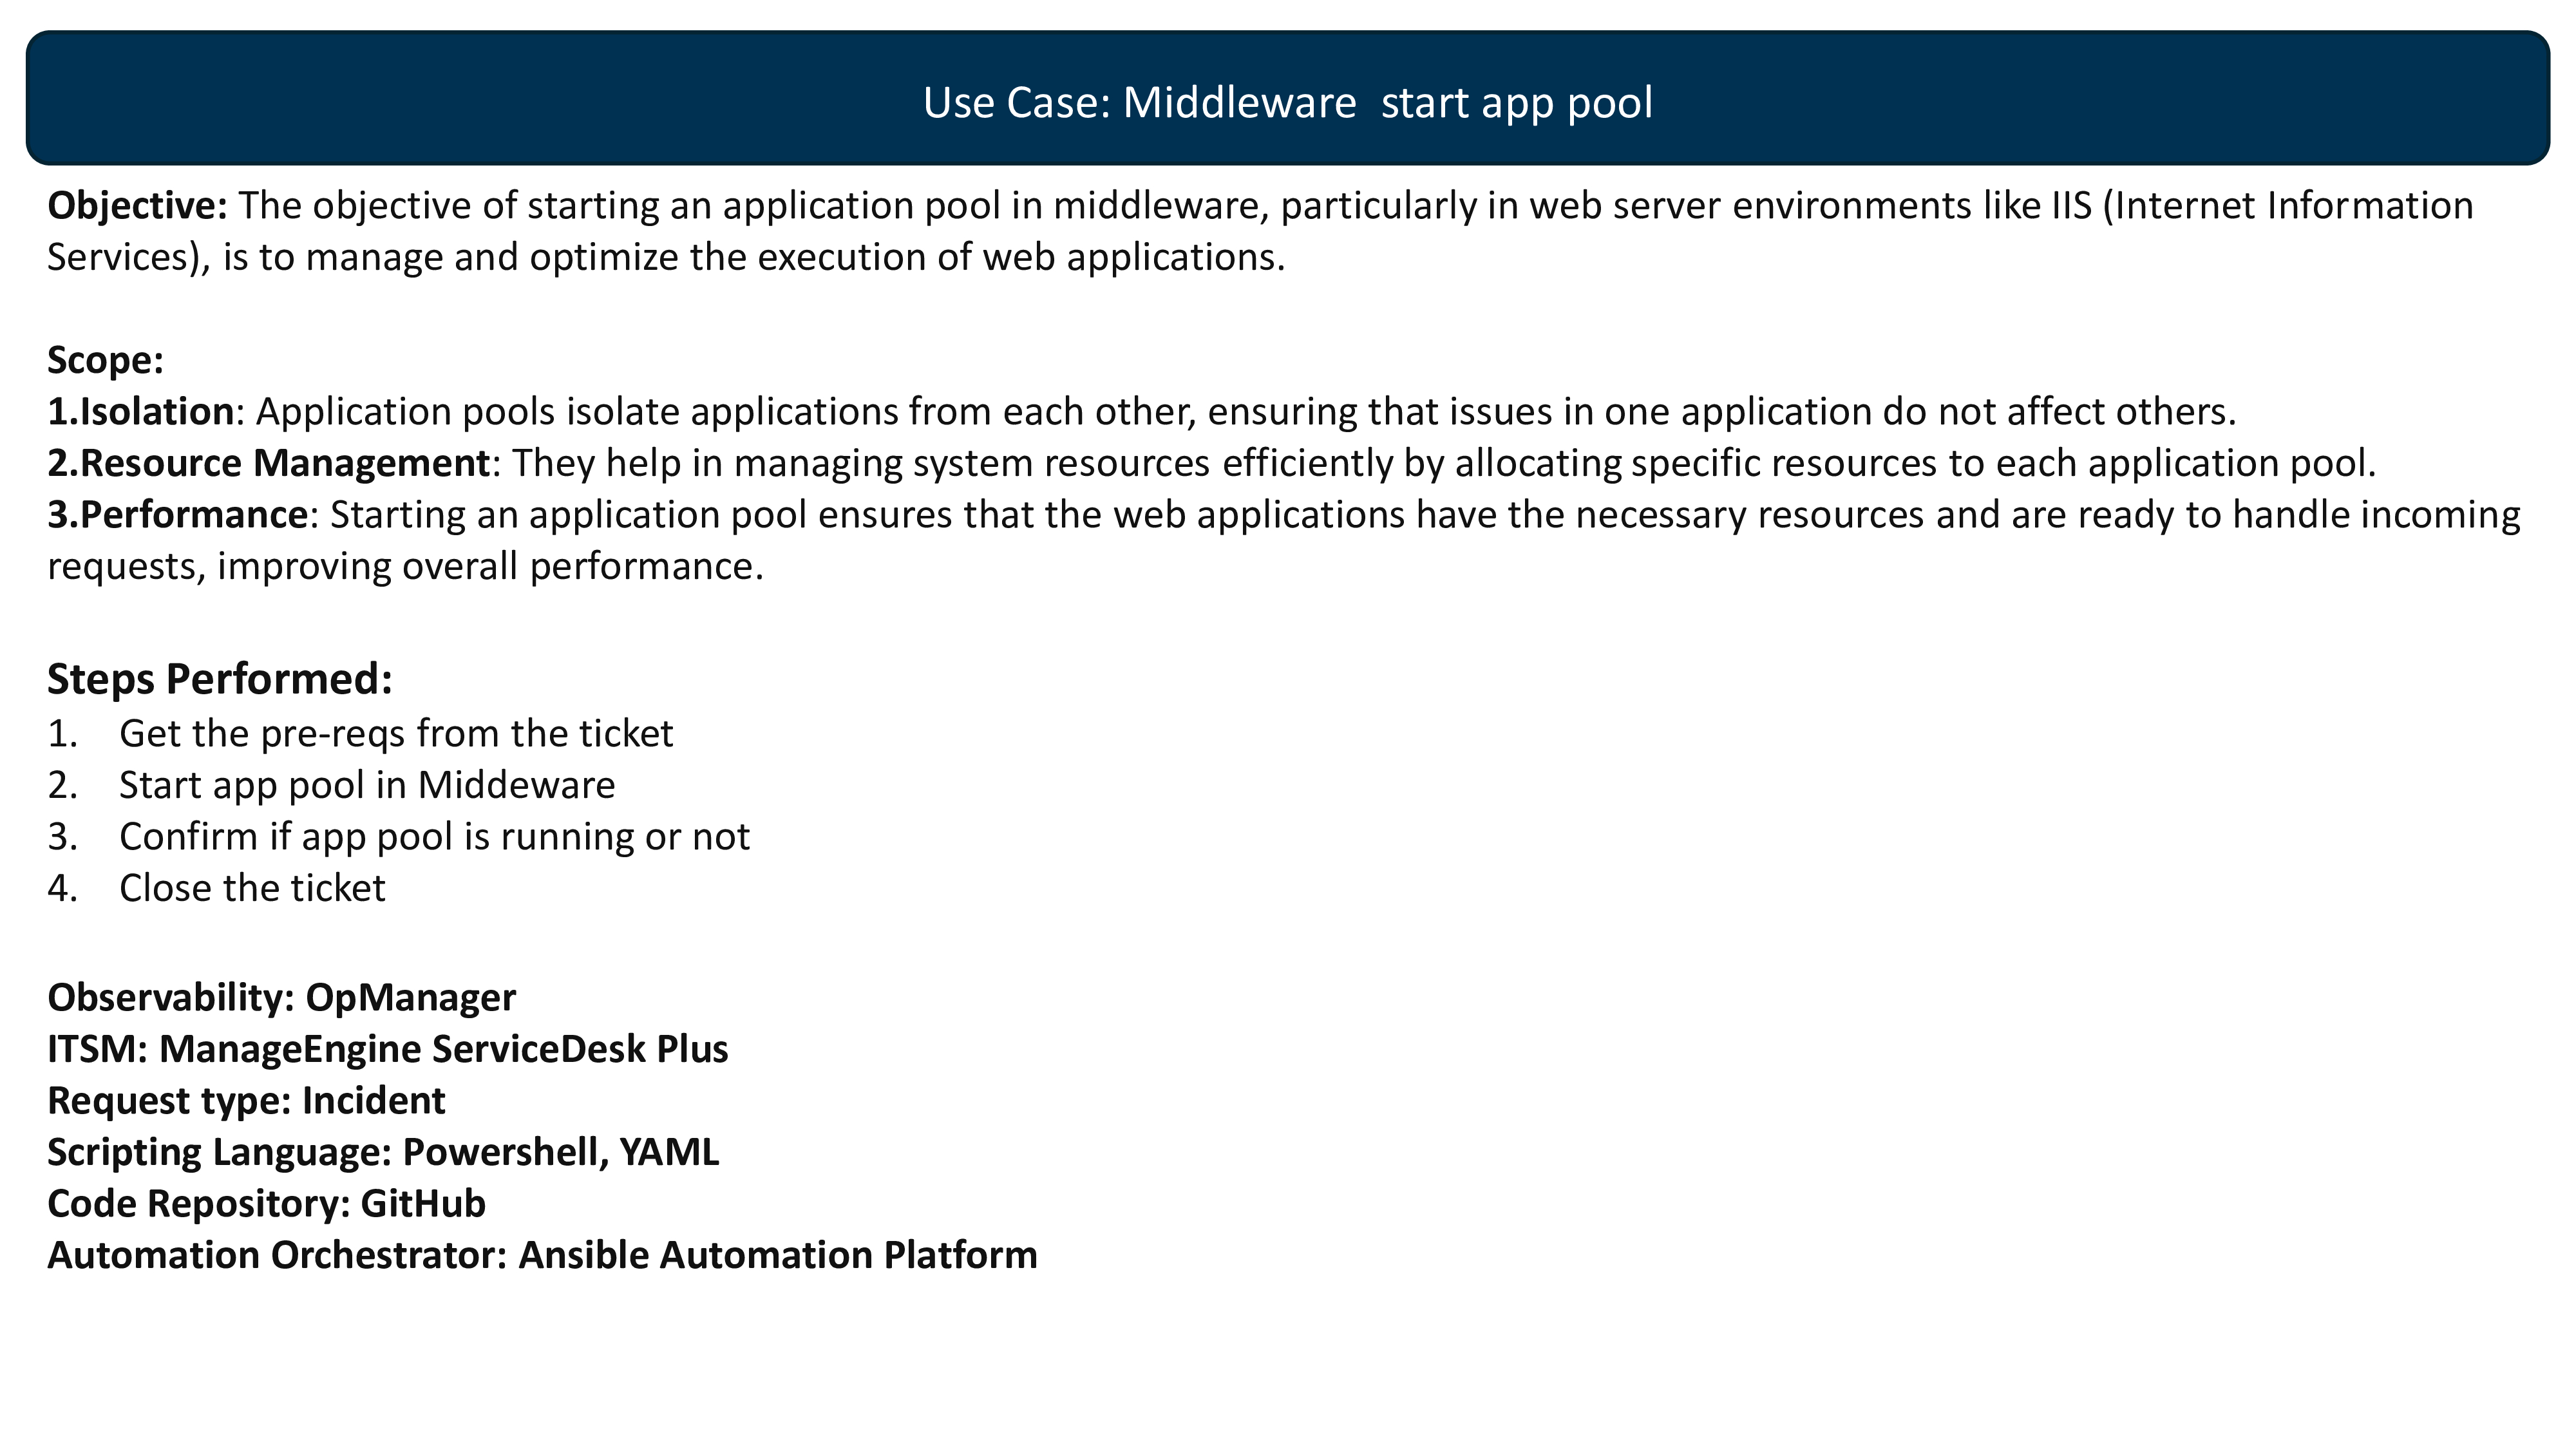 Use Case: Middleware  start app pool
Objective: The objective of starting an application pool in middleware, particularly in web server environments like IIS (Internet Information
Services), is to manage and optimize the execution of web applications.
Scope:
1.Isolation: Application pools isolate applications from each other, ensuring that issues in one application do not affect others.
2.Resource Management: They help in managing system resources efficiently by allocating specific resources to each application pool.
3.Performance: Starting an application pool ensures that the web applications have the necessary resources and are ready to handle incoming
requests, improving overall performance.
Steps Performed:
1. Get the pre-reqs from the ticket
2. Start app pool in Middeware
3. Confirm if app pool is running or not
4. Close the ticket
Observability: OpManager
ITSM: ManageEngine ServiceDesk Plus
Request type: Incident
Scripting Language: Powershell, YAML
Code Repository: GitHub
Automation Orchestrator: Ansible Automation Platform